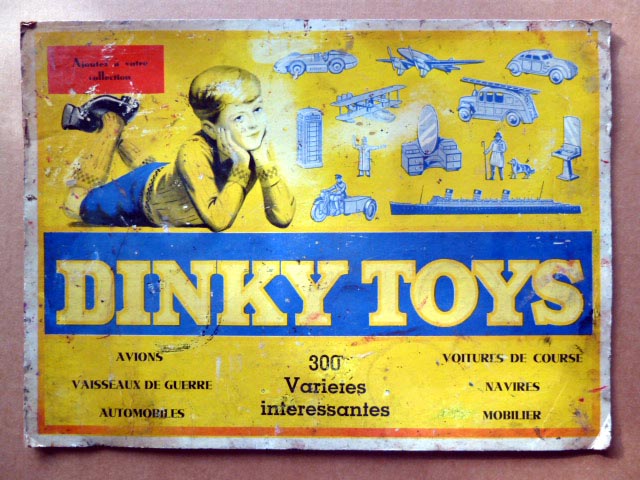 Ajoutez à votre
collection
DINKY TOYS
AVIONS
VAISSEAUX DE GUERRE
AUTOMOBILES
300
Varietes
interessantes
VOITURES DE COURSE
NAVIRES
MOBILIER